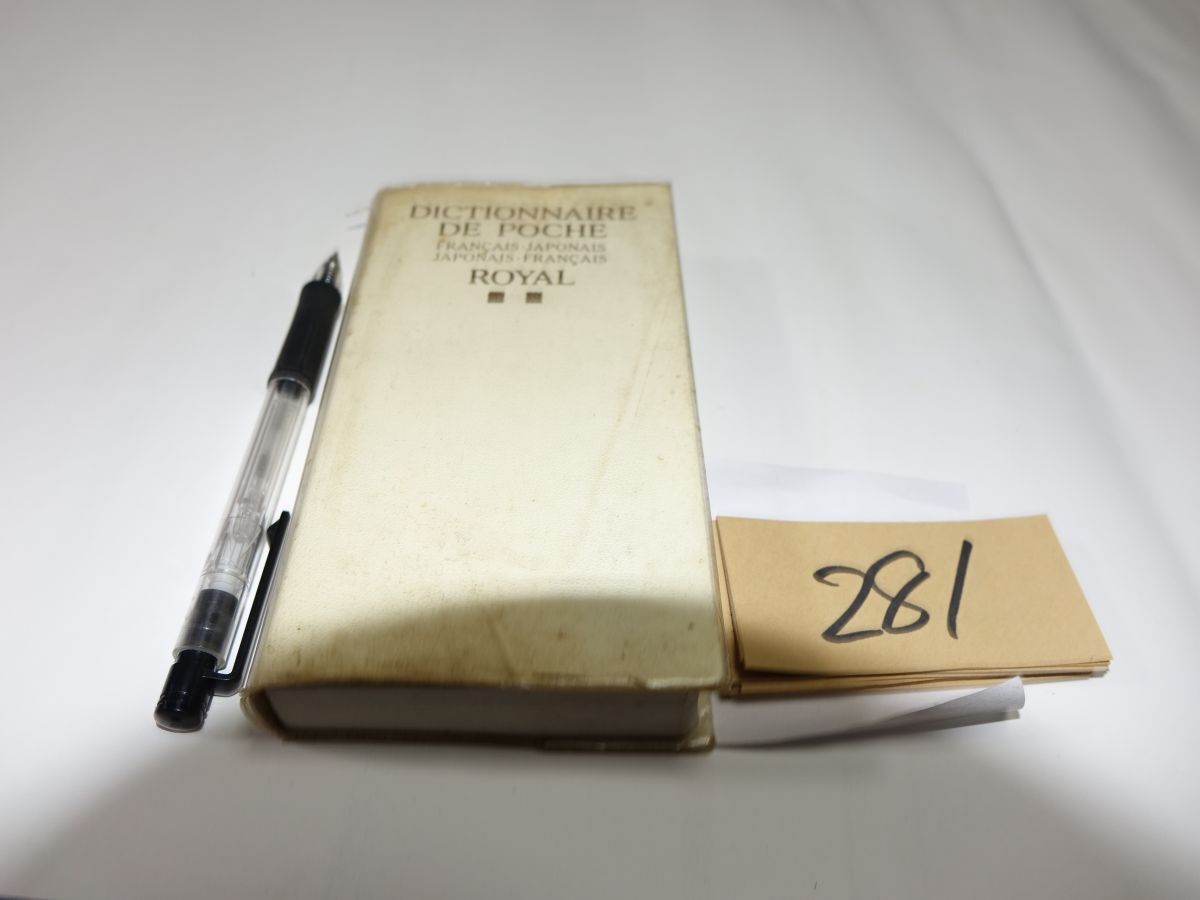 DICTIONNAIRE
DE POCHE
FRANÇAIS-JAPONAIS
JAPONAIS-FRANÇAIS
ROYAL
281